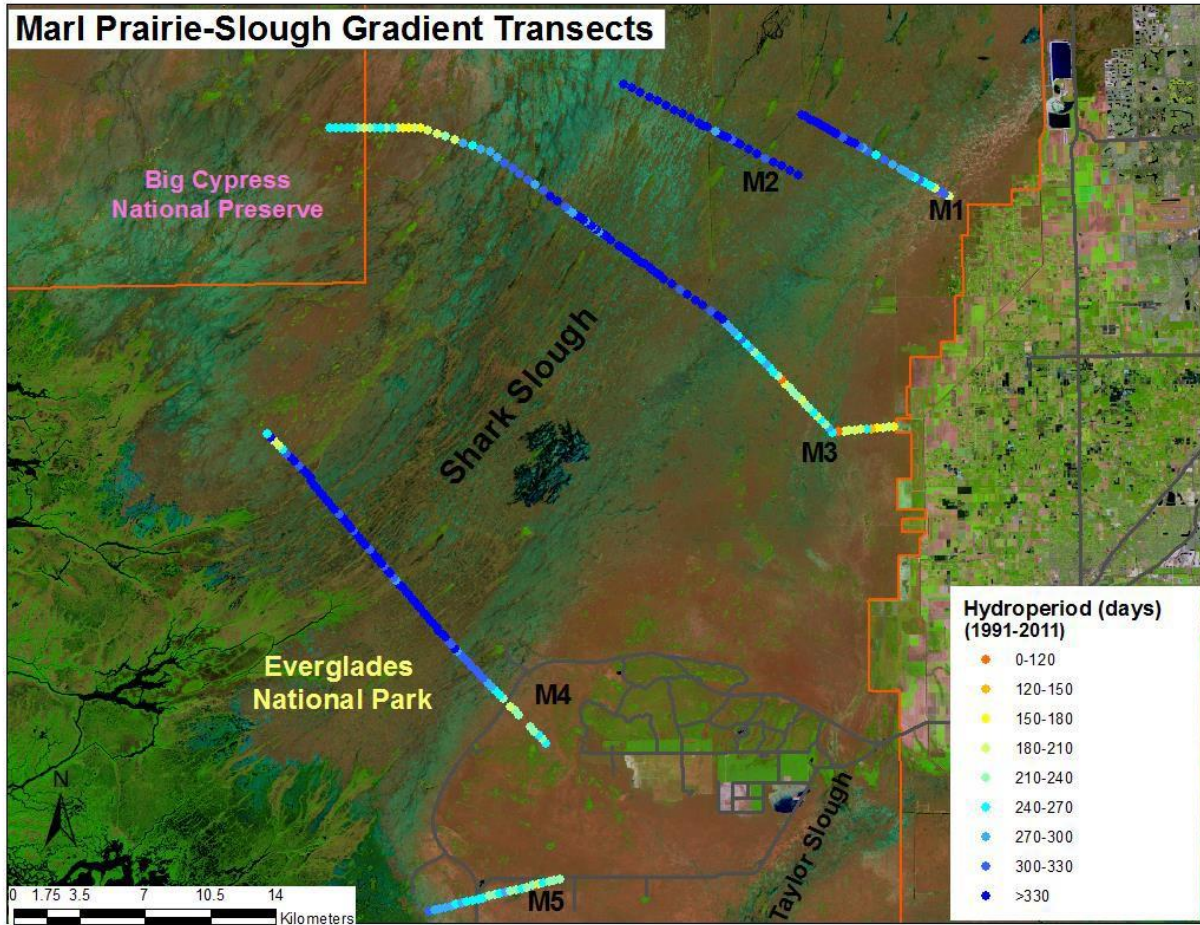 Marl Prairie-Slough Gradient Transects
Big Cypress
National Preserve
M2
M1
Shark Slough
M3
Everglades
National Park
M4
Taylor Slough
M5
N
0 1.75 3.5 7 10.5 14
Kilometers
Hydroperiod (days)
(1991-2011)
0-120
120-150
150-180
180-210
210-240
240-270
270-300
300-330
>330